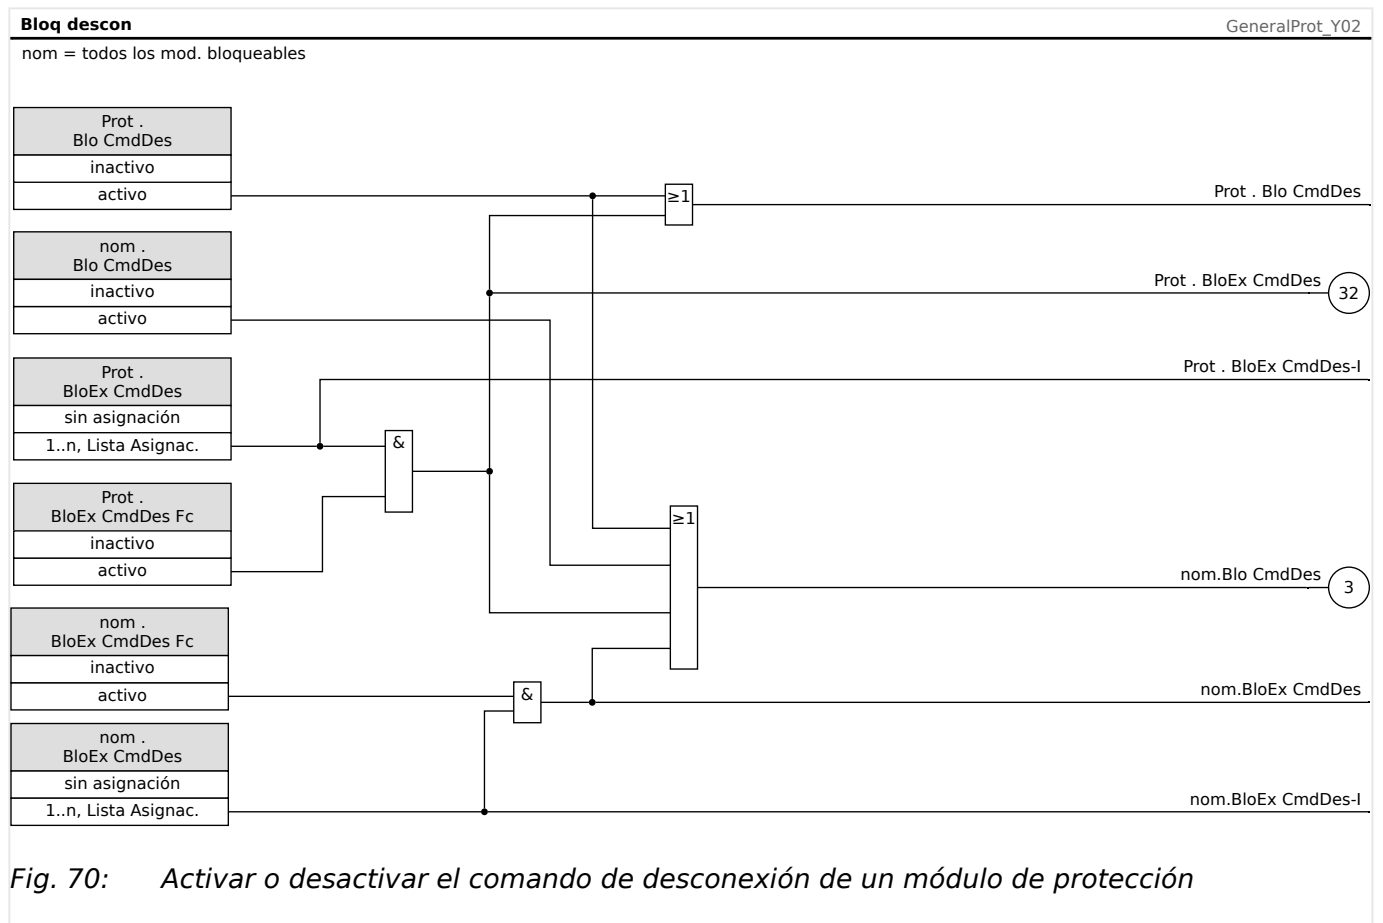 Bloq descon
GeneralProt_Y02
nom = todos los mod. bloqueables
Prot .
Blo CmdDes
inactivo
activo
≥1
Prot . Blo CmdDes
nom .
Blo CmdDes
inactivo
activo
Prot . BloEx CmdDes
32
Prot .
BloEx CmdDes
sin asignación
1..n, Lista Asignac.
&
Prot . BloEx CmdDes-I
Prot .
BloEx CmdDes Fc
inactivo
activo
≥1
nom.Blo CmdDes
3
nom .
BloEx CmdDes Fc
inactivo
activo
&
nom.BloEx CmdDes
nom .
BloEx CmdDes
sin asignación
1..n, Lista Asignac.
nom.BloEx CmdDes-I
Fig. 70: Activar o desactivar el comando de desconexión de un módulo de protección